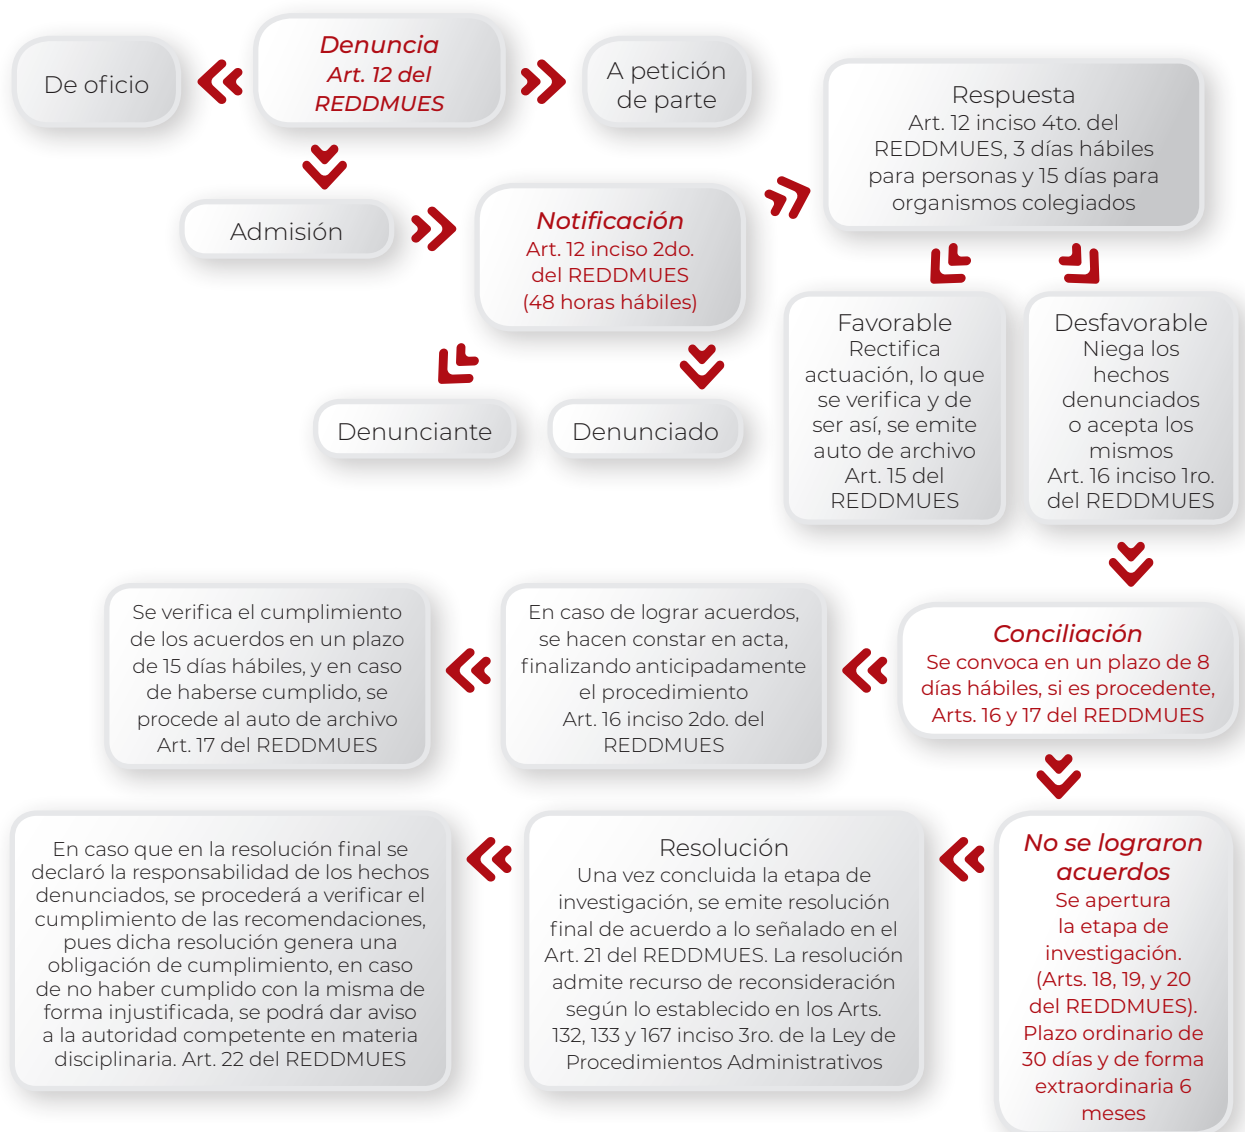 De oficio
Denuncia
Art. 12 del
REDDMUES
A petición
de parte
Respuesta
Art. 12 inciso 4to. del
REDDMUES, 3 días hábiles
para personas y 15 días para
organismos colegiados
Admisión
Notificación
Art. 12 inciso 2do.
del REDDMUES
(48 horas hábiles)
Denunciante
Denunciado
Favorable
Rectifica
actuación, lo que
se verifica y de
ser así, se emite
auto de archivo
Art. 15 del
REDDMUES
Desfavorable
Niega los
hechos
denunciados
o acepta los
mismos
Art. 16 inciso 1ro.
del REDDMUES
Conciliación
Se convoca en un plazo de 8
días hábiles, si es procedente,
Arts. 16 y 17 del REDDMUES
En caso de lograr acuerdos,
se hacen constar en acta,
finalizando anticipadamente
el procedimiento
Art. 16 inciso 2do. del
REDDMUES
Se verifica el cumplimiento
de los acuerdos en un plazo
de 15 días hábiles, y en caso
de haberse cumplido, se
procede al auto de archivo
Art. 17 del REDDMUES
No se lograron
acuerdos
Se apertura
la etapa de
investigación.
(Arts. 18, 19, y 20
del REDDMUES).
Plazo ordinario de
30 días y de forma
extraordinaria 6
meses
Resolución
Una vez concluida la etapa de
investigación, se emite resolución
final de acuerdo a lo señalado en el
Art. 21 del REDDMUES. La resolución
admite recurso de reconsideración
según lo establecido en los Arts.
132, 133 y 167 inciso 3ro. de la Ley de
Procedimientos Administrativos
En caso que en la resolución final se
declaró la responsabilidad de los hechos
denunciados, se procederá a verificar el
cumplimiento de las recomendaciones,
pues dicha resolución genera una
obligación de cumplimiento, en caso
de no haber cumplido con la misma de
forma injustificada, se podrá dar aviso
a la autoridad competente en materia
disciplinaria. Art. 22 del REDDMUES